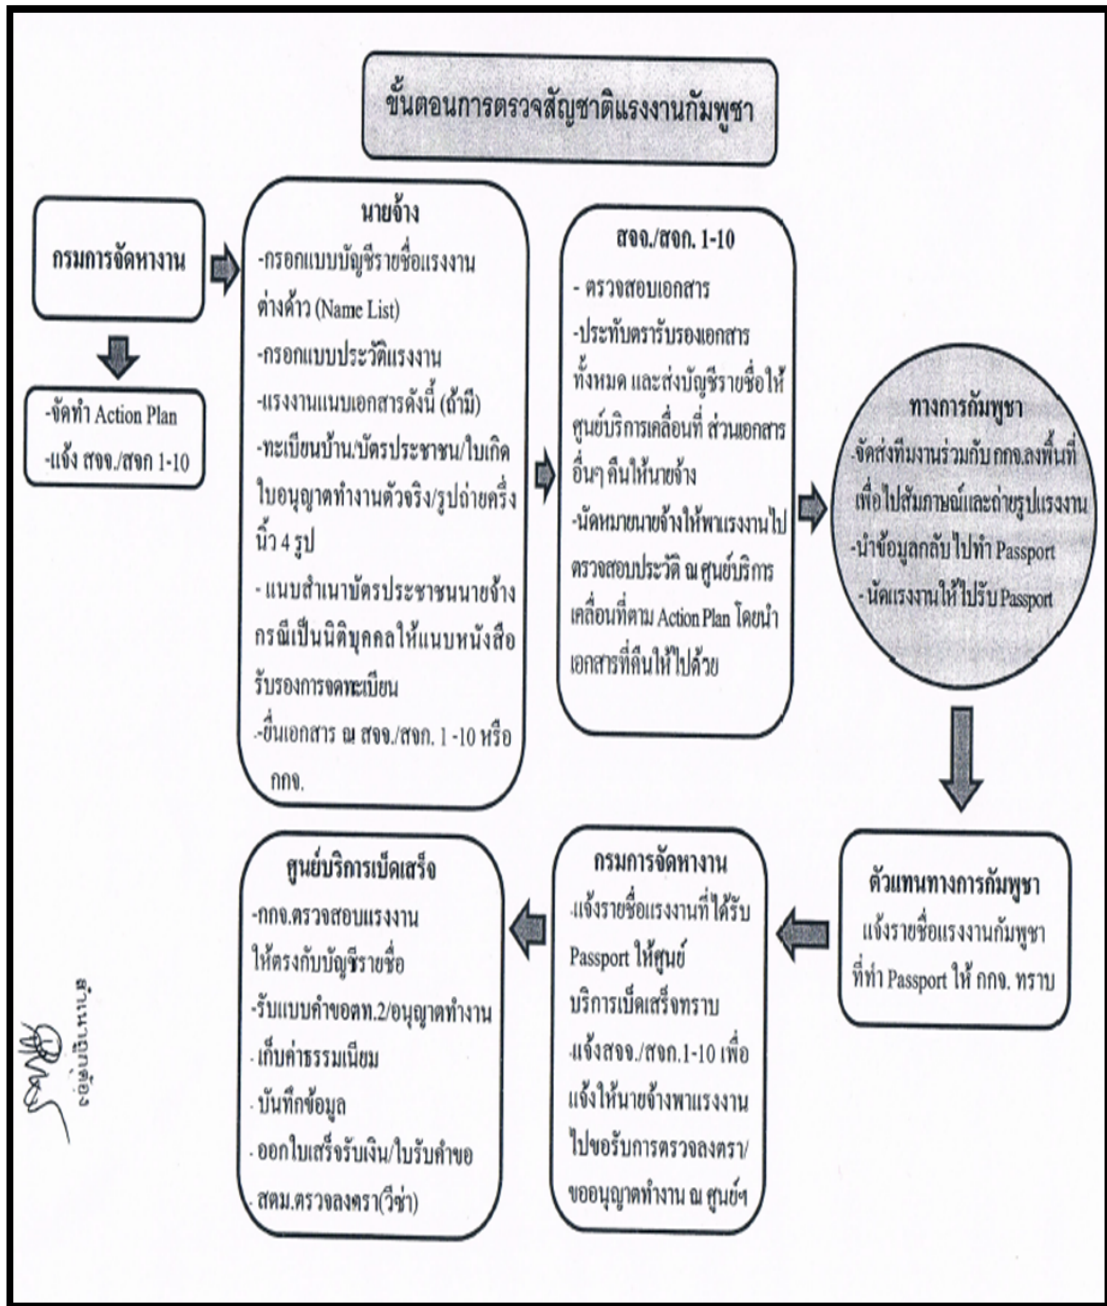 ขั้นตอนการตรวจสัญชาติแรงงานกัมพูชา
กรมการจัดหางาน
-จัดทำ Action Plan
-แจ้ง สจจ./สจก 1-10
นายจ้าง
-กรอกแบบบัญชีรายชื่อแรงงาน
ต่างด้าว (Name List)
-กรอกแบบประวัติแรงงาน
-แรงงานแนบเอกสารดังนี้ (ถ้ามี)
-ทะเบียนบ้าน/บัตรประชาชน/ใบเกิด
ใบอนุญาตทำงานตัวจริง/รูปถ่ายครึ่ง
นิ้ว 4 รูป
- แนบสำเนาบัตรประชาชนนายจ้าง
กรณีเป็นนิติบุคคลให้แนบหนังสือ
รับรองการจดทะเบียน
-ยื่นเอกสาร ณ สจจ./สจก. 1 -10 หรือ
กกจ.
สจจ./สจก. 1-10
- ตรวจสอบเอกสาร
-ประทับตรารับรองเอกสาร
ทั้งหมด และส่งบัญชีรายชื่อให้
ศูนย์บริการเคลื่อนที่ ส่วนเอกสาร
อื่นๆ คืนให้นายจ้าง
-นัดหมายนายจ้างให้พาแรงงานไป
ตรวจสอบประวัติ ณ ศูนย์บริการ
เคลื่อนที่ตาม Action Plan โดยนำ
เอกสารที่คืนให้ไปด้วย
ทางการกัมพูชา
-จัดส่งทีมงานร่วมกับ กกจ.ลงพื้นที่
เพื่อไปสัมภาษณ์และถ่ายรูปแรงงาน
-นำข้อมูลกลับไปทำ Passport
- นัดแรงงานให้ไปรับ Passport
ตัวแทนทางการกัมพูชา
แจ้งรายชื่อแรงงานกัมพูชา
ที่ทำ Passport ให้ กกจ. ทราบ
กรมการจัดหางาน
-แจ้งรายชื่อแรงงานที่ได้รับ
Passport ให้ศูนย์
บริการเบ็ดเสร็จทราบ
-แจ้งสจจ./สจก.1-10 เพื่อ
แจ้งให้นายจ้างพาแรงงาน
ไปขอรับการตรวจลงตรา/
ขออนุญาตทำงาน ณ ศูนย์ฯ
ศูนย์บริการเบ็ดเสร็จ
-กกจ.ตรวจสอบแรงงาน
ให้ตรงกับบัญชีรายชื่อ
-รับแบบคำขอตท.2/อนุญาตทำงาน
- เก็บค่าธรรมเนียม
- บันทึกข้อมูล
- ออกใบเสร็จรับเงิน/ใบรับคำขอ
- สตม.ตรวจลงตรา(วีซ่า)
สำเนาถูกต้อง